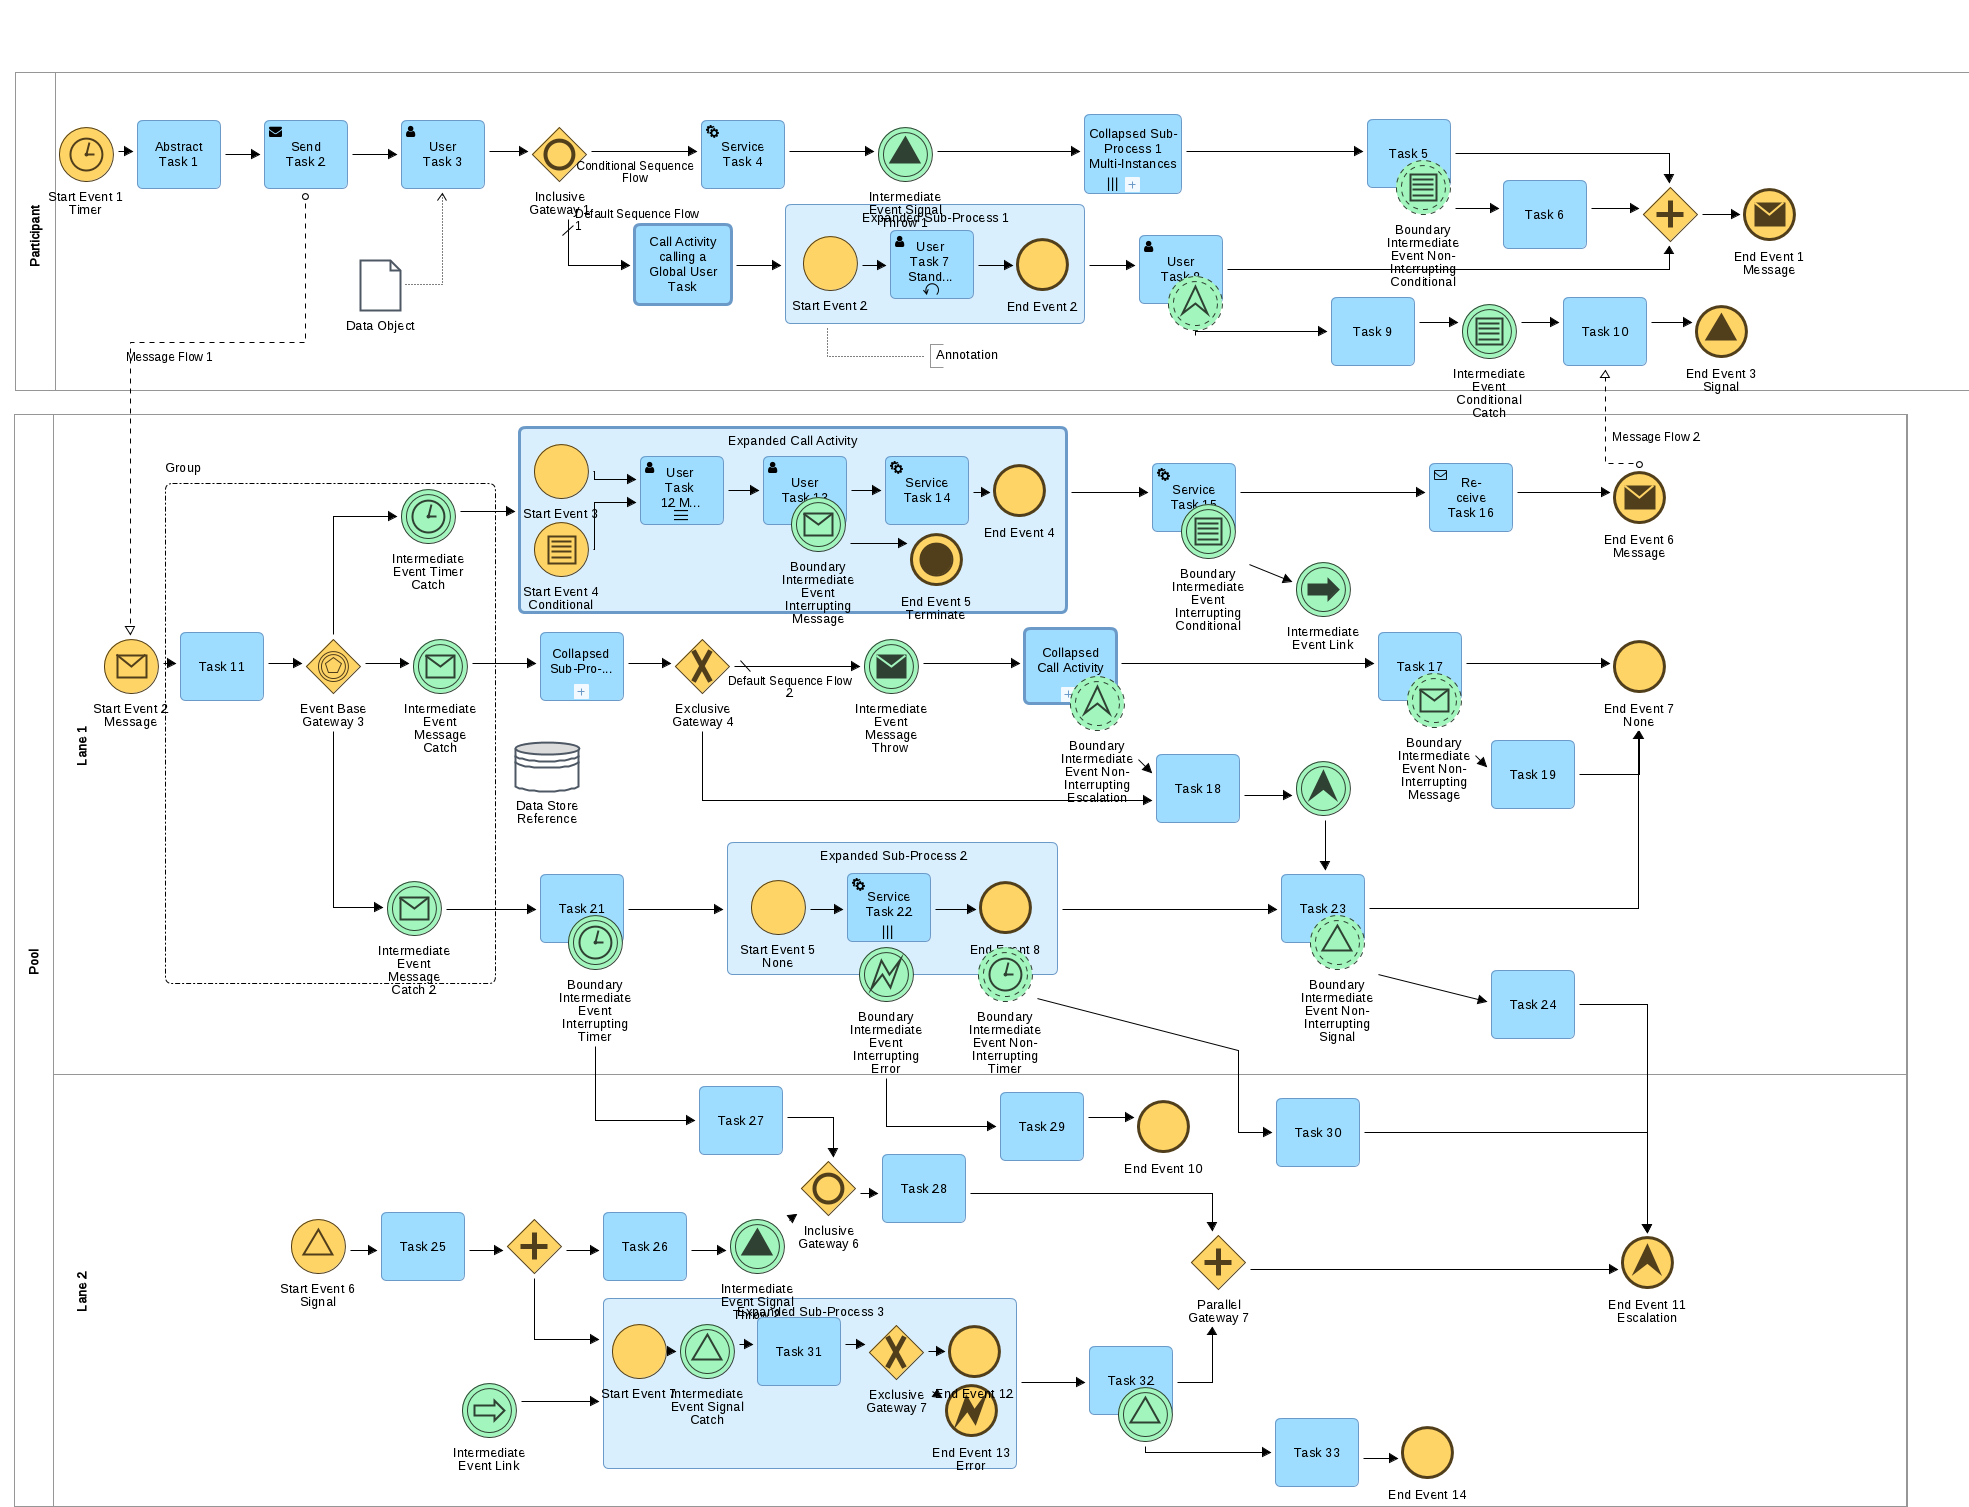 Participant
Start Event 1
Timer
Abstract
Task 1
Send
Task 2
User
Task 3
Inclusive
Gateway 1
Conditional Sequence
Flow
Default Sequence Flow
1
Service
Task 4
Intermediate
Event Signal
Throw 1
Collapsed Sub-
Process 1
Multi-Instances
Task 5
Boundary
Intermediate
Event Non-
Interrupting
Conditional
Task 6
End Event 1
Message
Data Object
Call Activity
calling a
Global User
Task
Expanded Sub-Process 1
Start Event 2
User
Task 7
Stand...
End Event 2
User
Task 8
Annotation
Task 9
Intermediate
Event
Conditional
Catch
Task 10
End Event 3
Signal
Message Flow 1
Message Flow 2
Pool
Lane 1
Group
Start Event 2
Message
Task 11
Event Base
Gateway 3
Intermediate
Event Timer
Catch
Intermediate
Event
Message
Catch
Intermediate
Event
Message
Catch 2
Expanded Call Activity
Start Event 3
Start Event 4
Conditional
User
Task
12 M...
User
Task 13
Boundary
Intermediate
Event
Interrupting
Message
Service
Task 14
End Event 4
End Event 5
Terminate
Service
Task 15
Boundary
Intermediate
Event
Interrupting
Conditional
Intermediate
Event Link
Re-
ceive
Task 16
End Event 6
Message
Collapsed
Sub-Pro-...
Exclusive
Gateway 4
Default Sequence Flow
2
Intermediate
Event
Message
Throw
Collapsed
Call Activity
Boundary
Intermediate
Event Non-
Interrupting
Escalation
Task 17
Boundary
Intermediate
Event Non-
Interrupting
Message
End Event 7
None
Data Store
Reference
Task 18
Task 19
Task 21
Boundary
Intermediate
Event
Interrupting
Timer
Expanded Sub-Process 2
Start Event 5
None
Service
Task 22
End Event 8
Boundary
Intermediate
Event
Interrupting
Error
Boundary
Intermediate
Event Non-
Interrupting
Timer
Task 23
Boundary
Intermediate
Event Non-
Interrupting
Signal
Task 24
Lane 2
Task 27
Task 29
End Event 10
Task 30
Inclusive
Gateway 6
Task 28
Start Event 6
Signal
Task 25
Task 26
Intermediate
Event Signal
Throw 2
Parallel
Gateway 7
End Event 11
Escalation
Expanded Sub-Process 3
Start Event 7
Intermediate
Event Signal
Catch
Task 31
Exclusive
Gateway 7
End Event 12
End Event 13
Error
Intermediate
Event Link
Task 32
Task 33
End Event 14